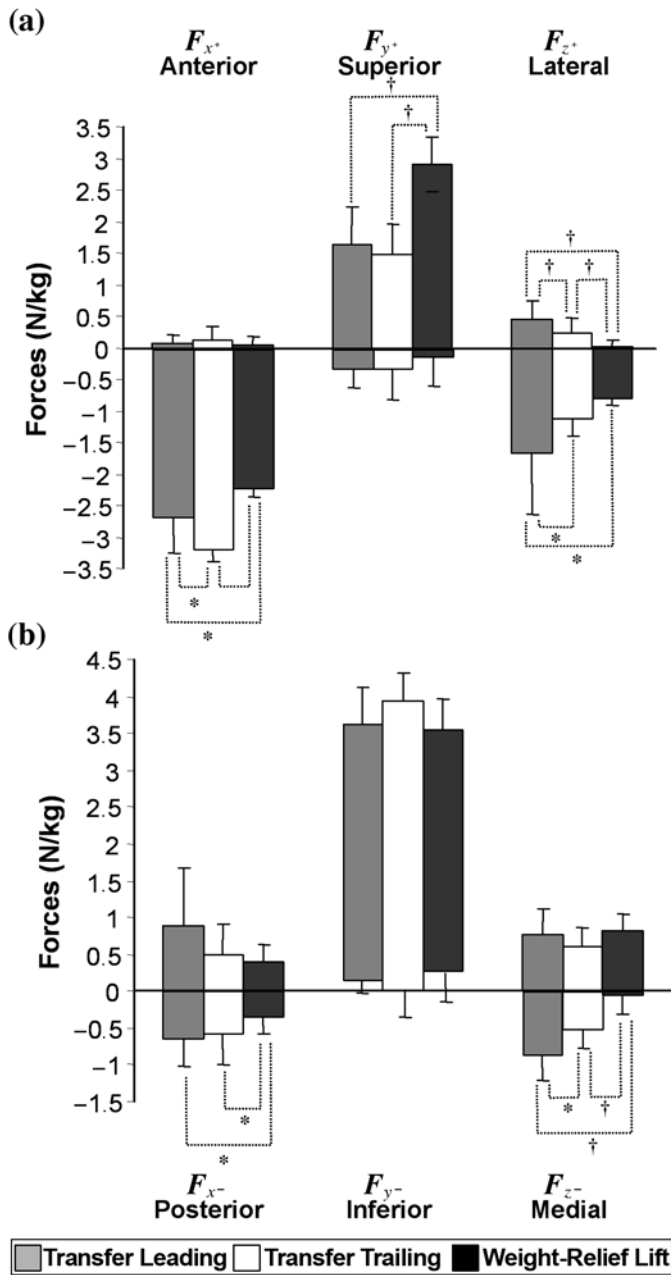 (a)
Fx+ Fy+ Fz+
Anterior Superior Lateral
† † † † †
3.5
3
2.5
2
1.5
1
0.5
0
−0.5
−1
−1.5
−2
−2.5
−3
−3.5
Forces (N/kg)
* * * *
(b)
4.5
4
3.5
3
2.5
2
1.5
1
0.5
0
−0.5
−1
−1.5
Forces (N/kg)
* * * † †
Fx− Fy− Fz−
Posterior Inferior Medial
Transfer Leading Transfer Trailing Weight-Relief Lift